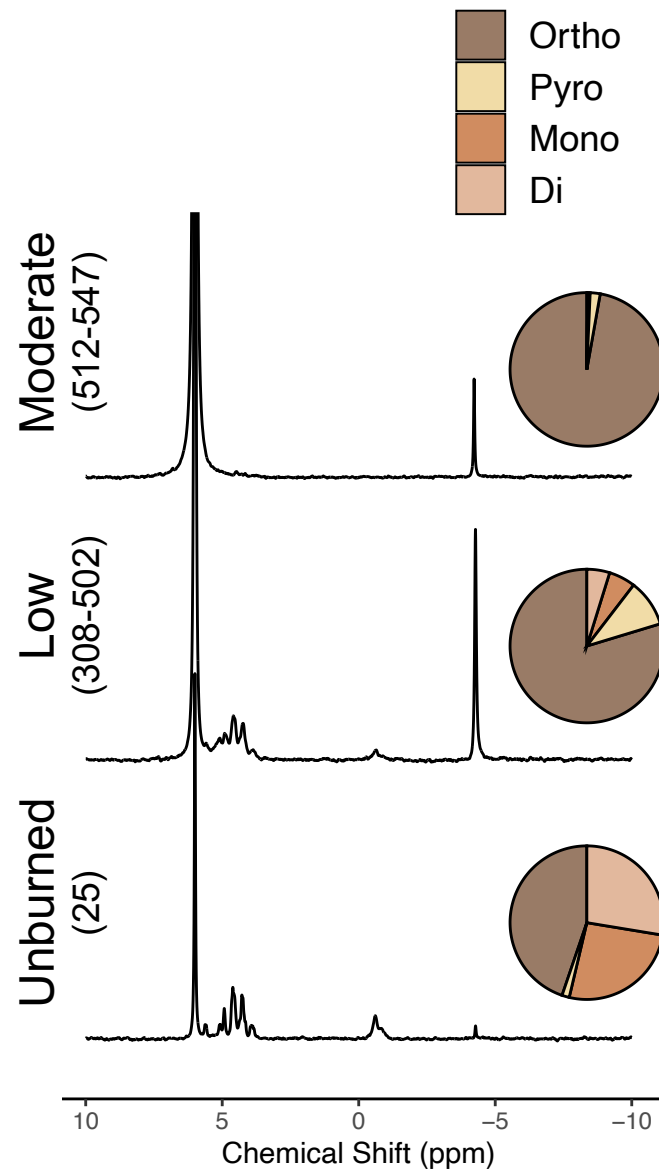 Ortho
Pyro
Mono
Di
Moderate
(512-547)
Low
(308-502)
Unburned
(25)
10
5
0
−5
−10
Chemical Shift (ppm)